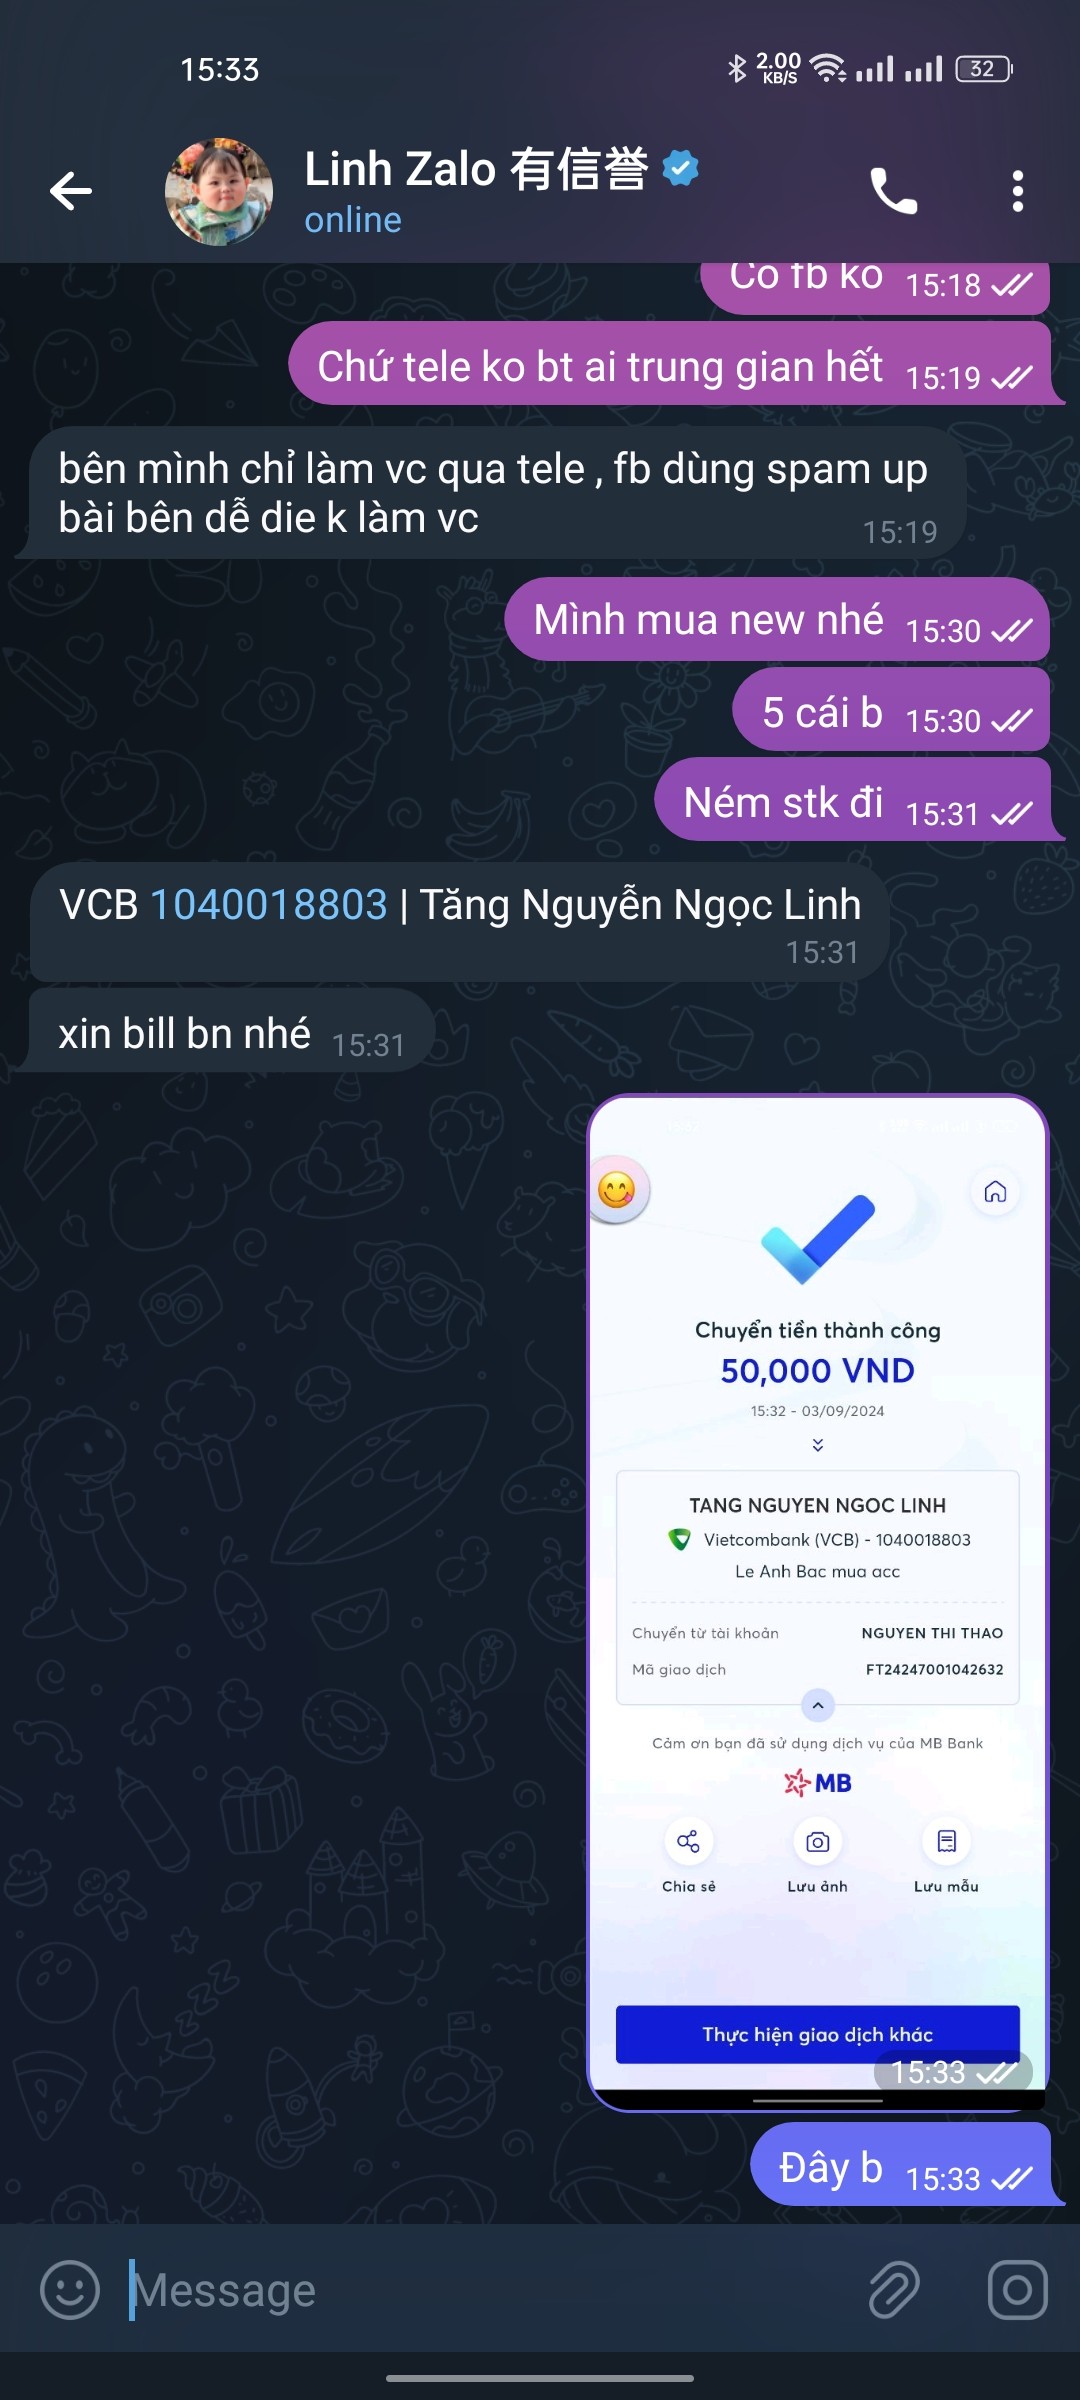 15:33
2.00
KB/S
32
Linh Zalo 有信誉
online
Có fb ko 15:18
Chứ tele ko bt ai trung gian hết 15:19
bên mình chỉ làm vc qua tele , fb dùng spam up
bài bên dễ die k làm vc
15:19
Mình mua new nhé 15:30
5 cái b 15:30
Ném stk đi 15:31
VCB 1040018803 | Tăng Nguyễn Ngọc Linh
15:31
xin bill bn nhé 15:31
Chuyển tiền thành công
50,000 VND
15:32 - 03/09/2024
TANG NGUYEN NGOC LINH
Vietcombank (VCB) - 1040018803
Le Anh Bac mua acc
Chuyển từ tài khoản NGUYEN THI THAO
Mã giao dịch FT24247001042632
Cảm ơn bạn đã sử dụng dịch vụ của MB Bank
MB
Chia sẻ Lưu ảnh Lưu mẫu
Thực hiện giao dịch khác
15:33
Đây b 15:33
Message